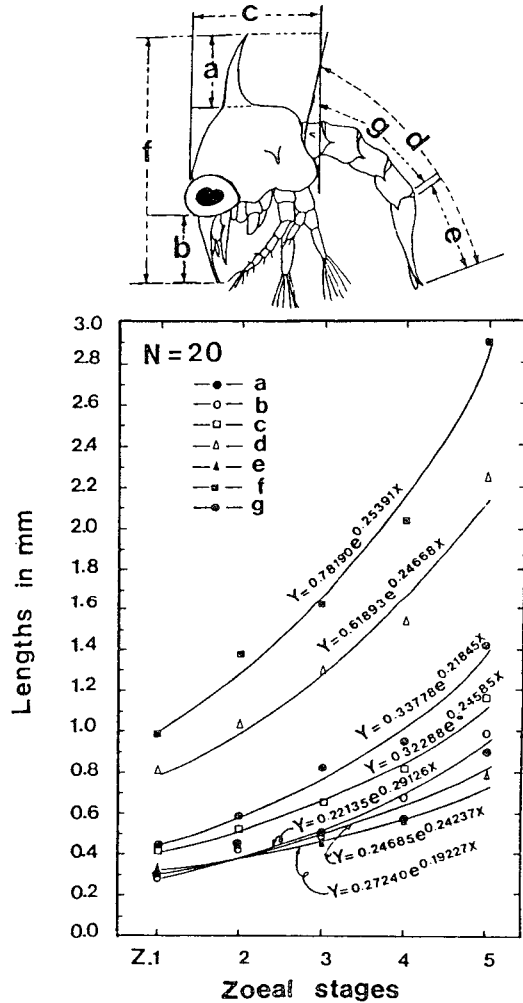 c
a
f
b
g
d
e
3.0
2.8
2.6
2.4
2.2
2.0
1.8
1.6
1.4
1.2
1.0
0.8
0.6
0.4
0.2
0.0
Lengths in mm
N=20
a
b
c
d
e
f
g
Y=0.78190e^0.25391X
Y=0.61893e^0.24668X
Y=0.33778e^0.21845X
Y=0.32288e^0.24585X
Y=0.22135e^0.29126X
Y=0.24685e^0.24237X
Y=0.27240e^0.19227X
Z.1 2 3 4 5
Zoeal stages